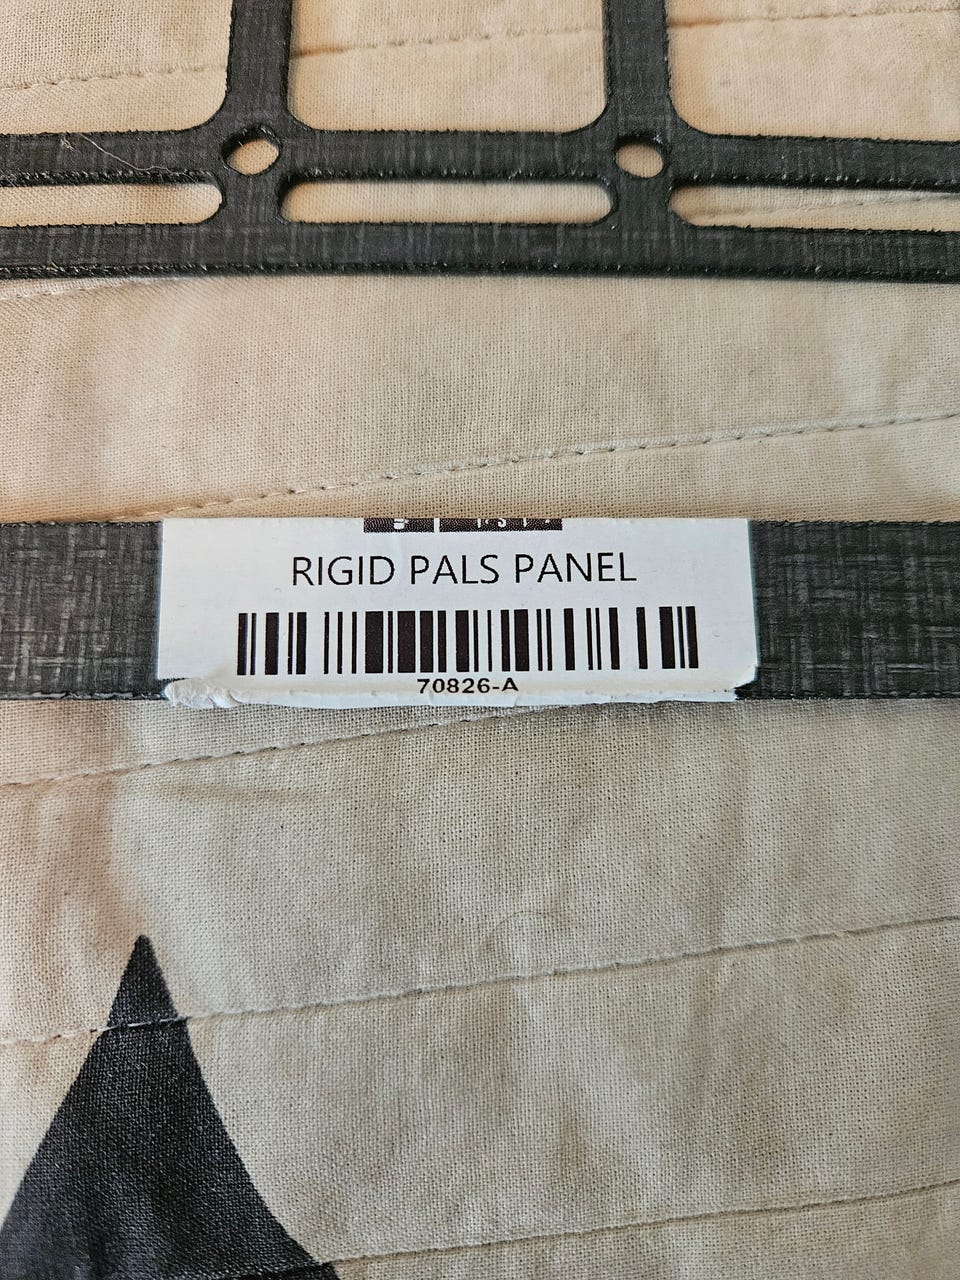 RIGID PALS PANEL
70826-A